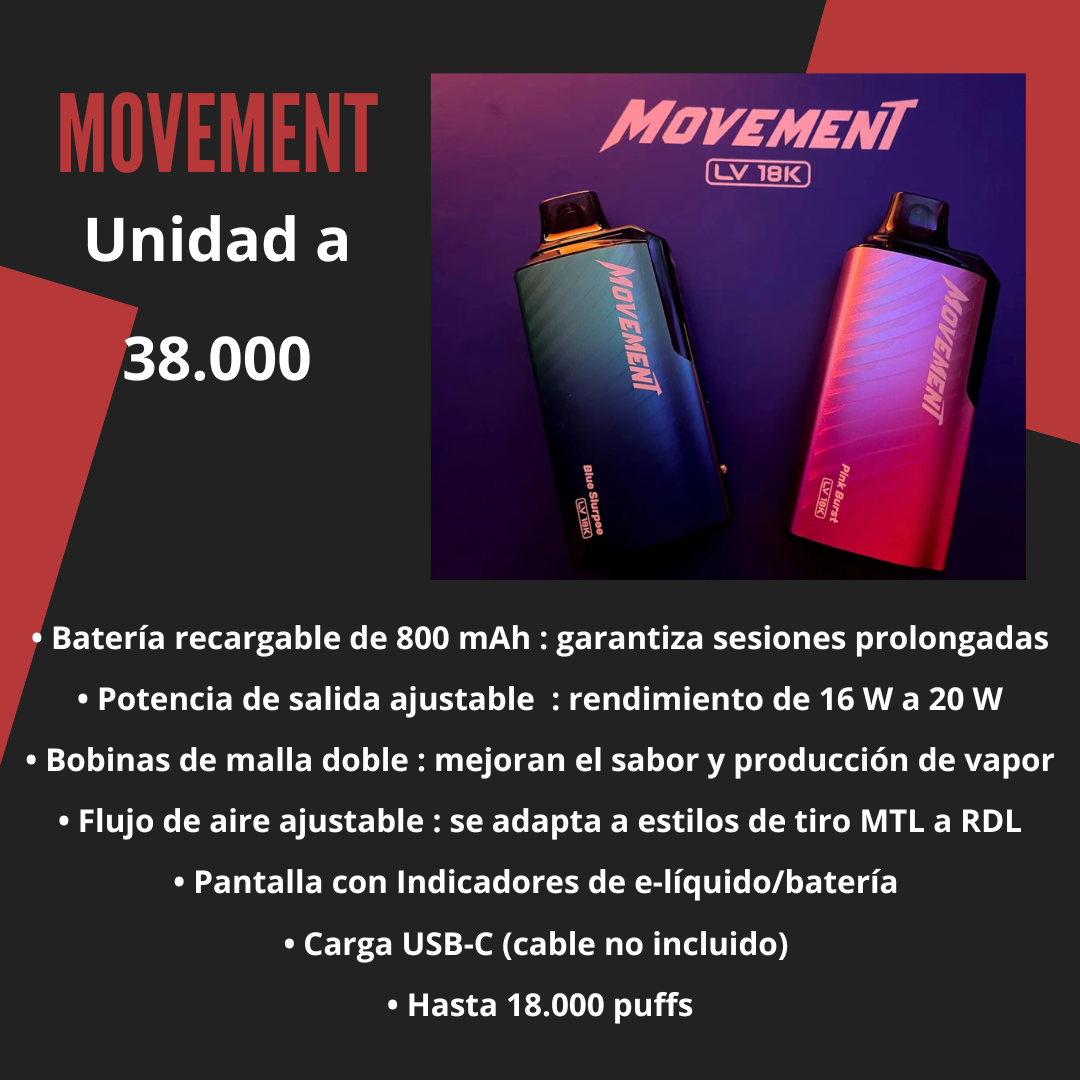 MOVEMENT
Unidad a
38.000
MOVEMENT
LV 18K
MOVEMENT
Blue Slurpee
LV 18K
MOVEMENT
Pink Burst
LV 18K
• Batería recargable de 800 mAh : garantiza sesiones prolongadas
• Potencia de salida ajustable  : rendimiento de 16 W a 20 W
• Bobinas de malla doble : mejoran el sabor y producción de vapor
• Flujo de aire ajustable : se adapta a estilos de tiro MTL a RDL
• Pantalla con Indicadores de e-líquido/batería
• Carga USB-C (cable no incluido)
• Hasta 18.000 puffs